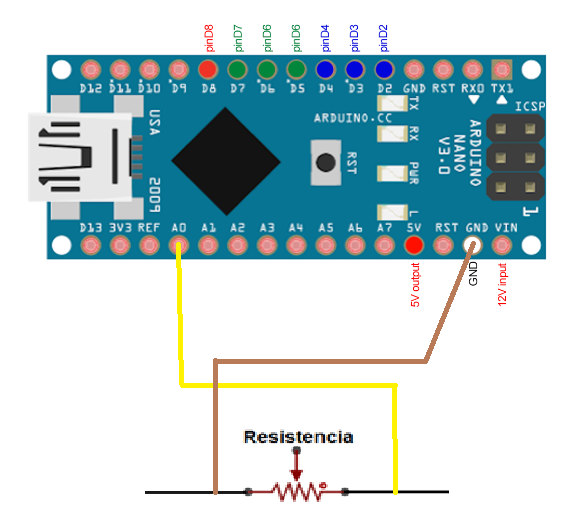 pinD8 pinD7 pinD6 pinD6 pinD4 pinD3 pinD2
D12 D11 D10 D9 D8 D7 D6 D5 D4 D3 D2 GND RST RX0 TX1
ICSP
TX
ARDUINO.CC
USA
RX
ARDUINO
NANO
V3.0
RST
PWR
2009
L
1
D13 3V3 REF A0 A1 A2 A3 A4 A5 A6 A7 5V RST GND VIN
5V output
GND
12V input
Resistencia